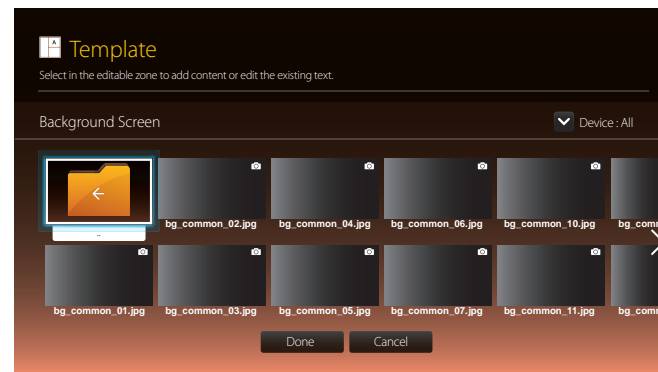 Template
Select in the editable zone to add content or edit the existing text.
Background Screen
Device : All
bg_common_02.jpg bg_common_04.jpg bg_common_06.jpg bg_common_10.jpg bg_com
..
bg_common_01.jpg bg_common_03.jpg bg_common_05.jpg bg_common_07.jpg bg_common_11.jpg bg_com
Done Cancel